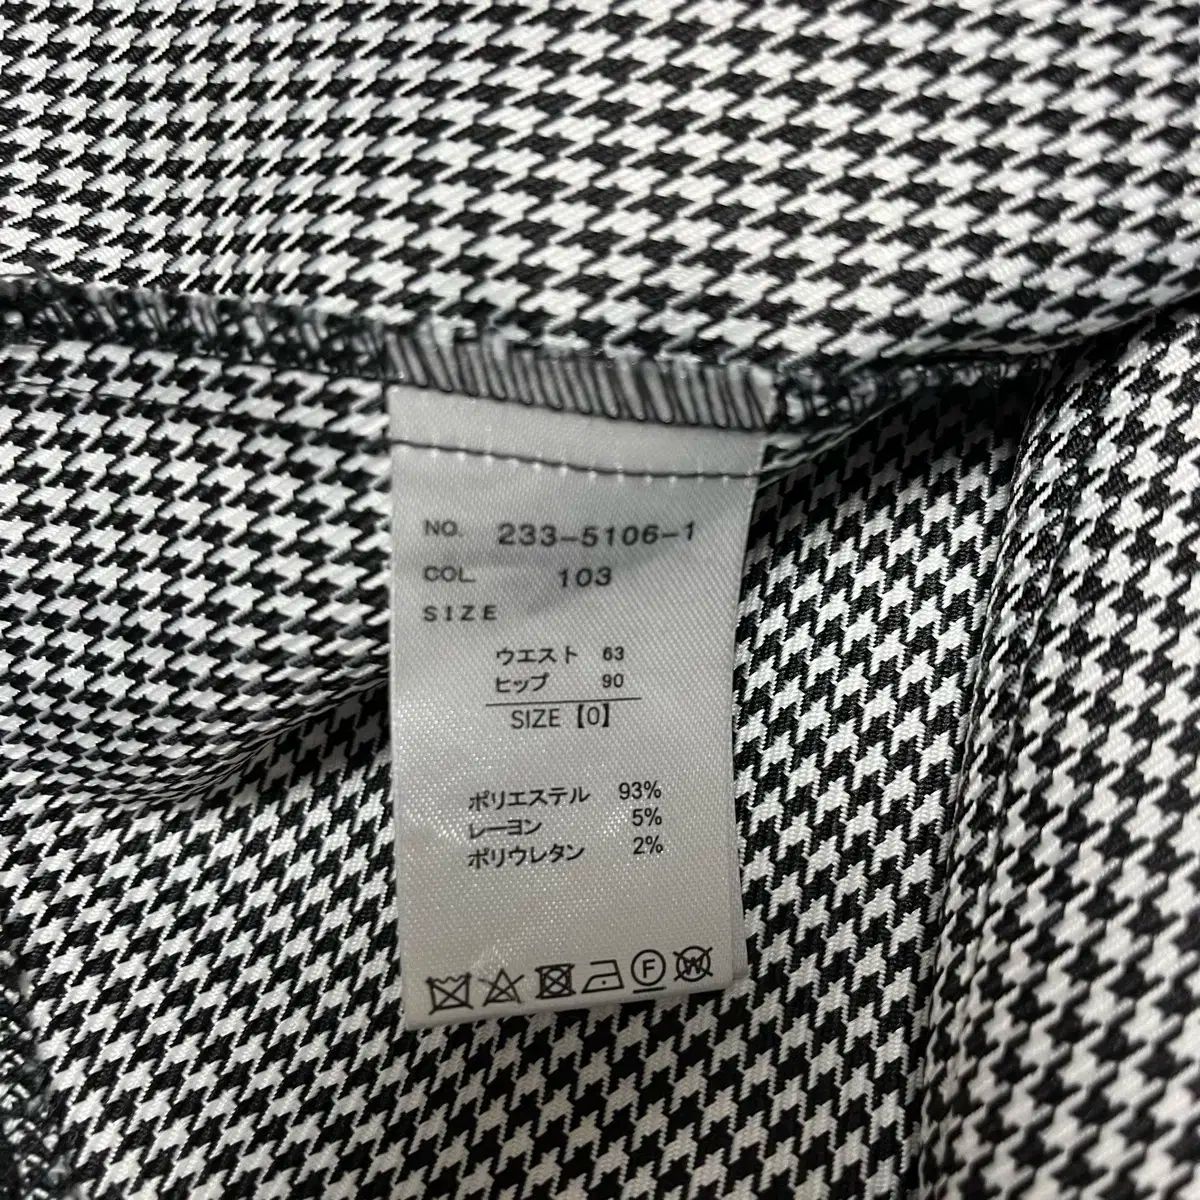 NO. 233-5106-1
COL 103
SIZE
ウエスト 63
ヒップ 90
SIZE【0】
ポリエステル 93%
レーヨン 5%
ポリウレタン 2%
F W